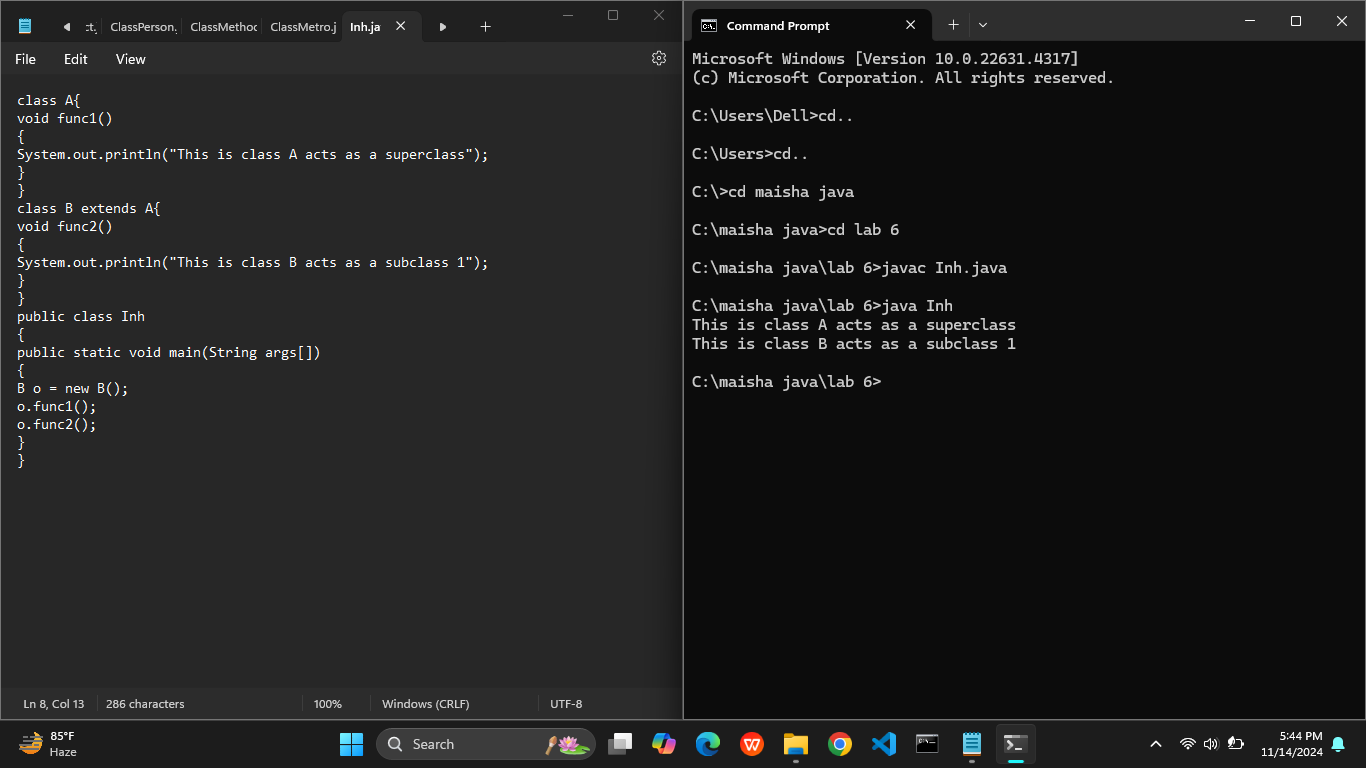 :t. ClassPerson. ClassMethoc ClassMetro.j Inh.ja
File Edit View
class A{
void func1()
{
System.out.println("This is class A acts as a superclass");
}
}
class B extends A{
void func2()
{
System.out.println("This is class B acts as a subclass 1");
}
}
public class Inh
{
public static void main(String args[])
{
B o = new B();
o.func1();
o.func2();
}
}
Ln 8, Col 13 286 characters 100% Windows (CRLF) UTF-8
Command Prompt
Microsoft Windows [Version 10.0.22631.4317]
(c) Microsoft Corporation. All rights reserved.
C:\Users\Dell>cd..
C:\Users>cd..
C:\>cd maisha java
C:\maisha java>cd lab 6
C:\maisha java\lab 6>javac Inh.java
C:\maisha java\lab 6>java Inh
This is class A acts as a superclass
This is class B acts as a subclass 1
C:\maisha java\lab 6>
85°F
Haze
Search
5:44 PM
11/14/2024